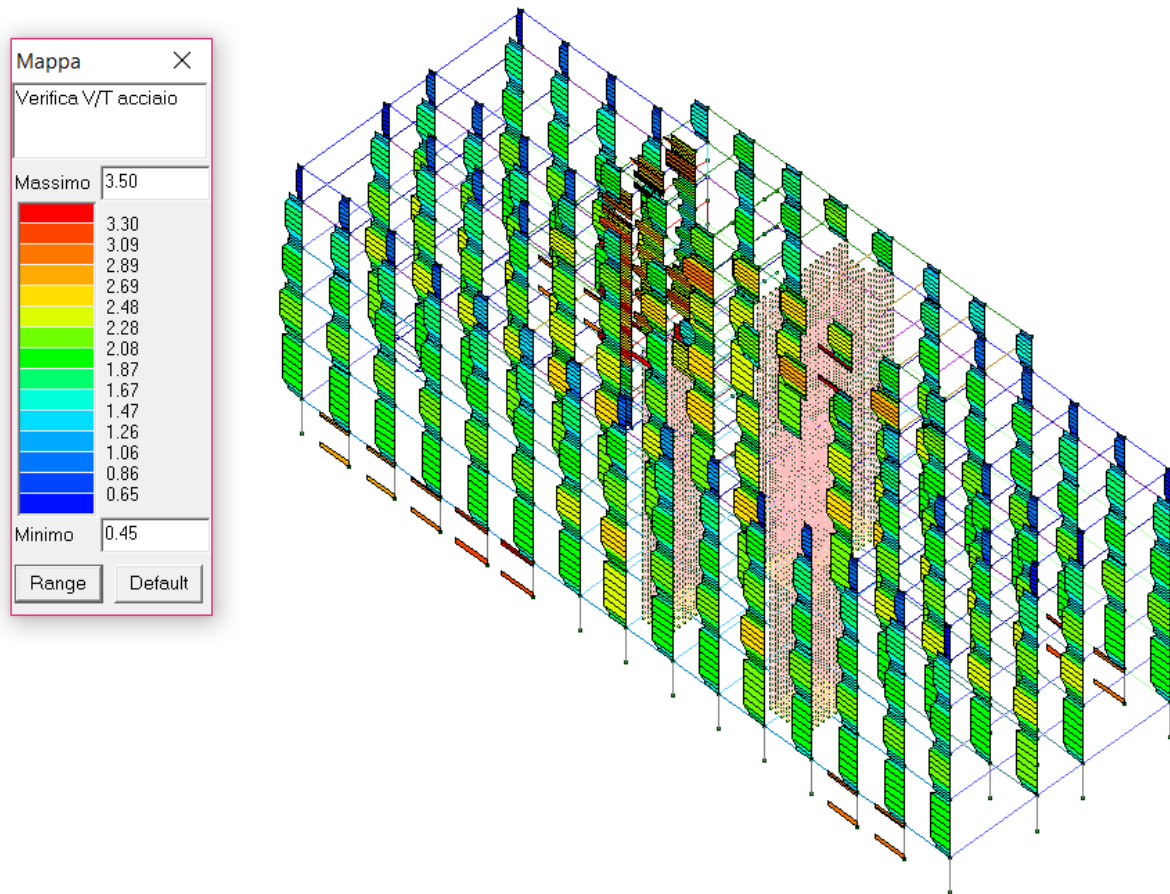 Mappa
Verifica V/T acciaio
Massimo 3.50
3.30
3.09
2.89
2.69
2.48
2.28
2.08
1.87
1.67
1.47
1.26
1.06
0.86
0.65
Minimo 0.45
Range Default